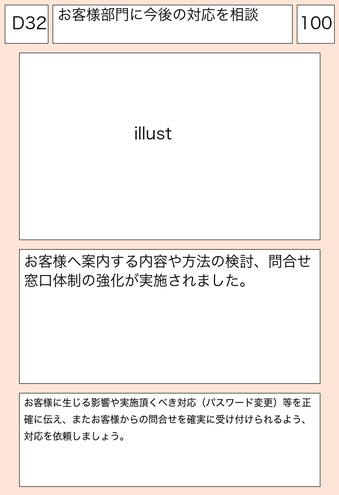 D32
お客様部門に今後の対応を相談
100
illust
お客様へ案内する内容や方法の検討、問合せ
窓口体制の強化が実施されました。
お客様に生じる影響や実施頂くべき対応（パスワード変更）等を正
確に伝え、またお客様からの問合せを確実に受け付けられるよう、
対応を依頼しましょう。